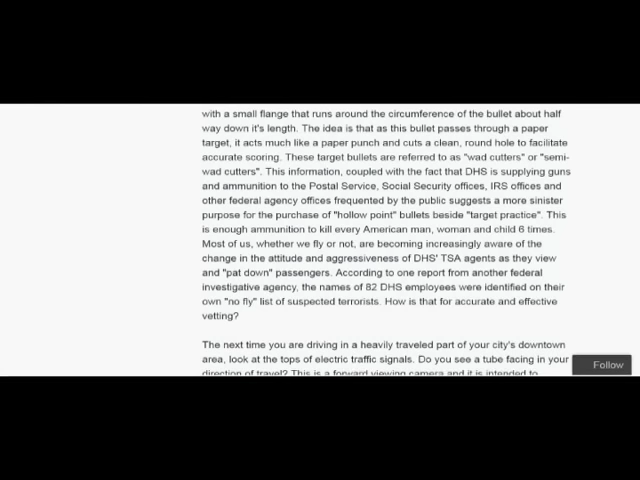 with a small flange that runs around the circumference of the bullet about half
way down it's length. The idea is that as this bullet passes through a paper
target, it acts much like a paper punch and cuts a clean, round hole to facilitate
accurate scoring. These target bullets are referred to as "wad cutters" or "semi-
wad cutters". This information, coupled with the fact that DHS is supplying guns
and ammunition to the Postal Service, Social Security offices, IRS offices and
other federal agency offices frequented by the public suggests a more sinister
purpose for the purchase of "hollow point" bullets beside "target practice". This
is enough ammunition to kill every American man, woman and child 6 times.
Most of us, whether we fly or not, are becoming increasingly aware of the
change in the attitude and aggressiveness of DHS' TSA agents as they view
and "pat down" passengers. According to one report from another federal
investigative agency, the names of 82 DHS employees were identified on their
own "no fly" list of suspected terrorists. How is that for accurate and effective
vetting?
The next time you are driving in a heavily traveled part of your city's downtown
area, look at the tops of electric traffic signals. Do you see a tube facing in your
direction of travel? This is a forward viewing camera and it is intended to
Follow